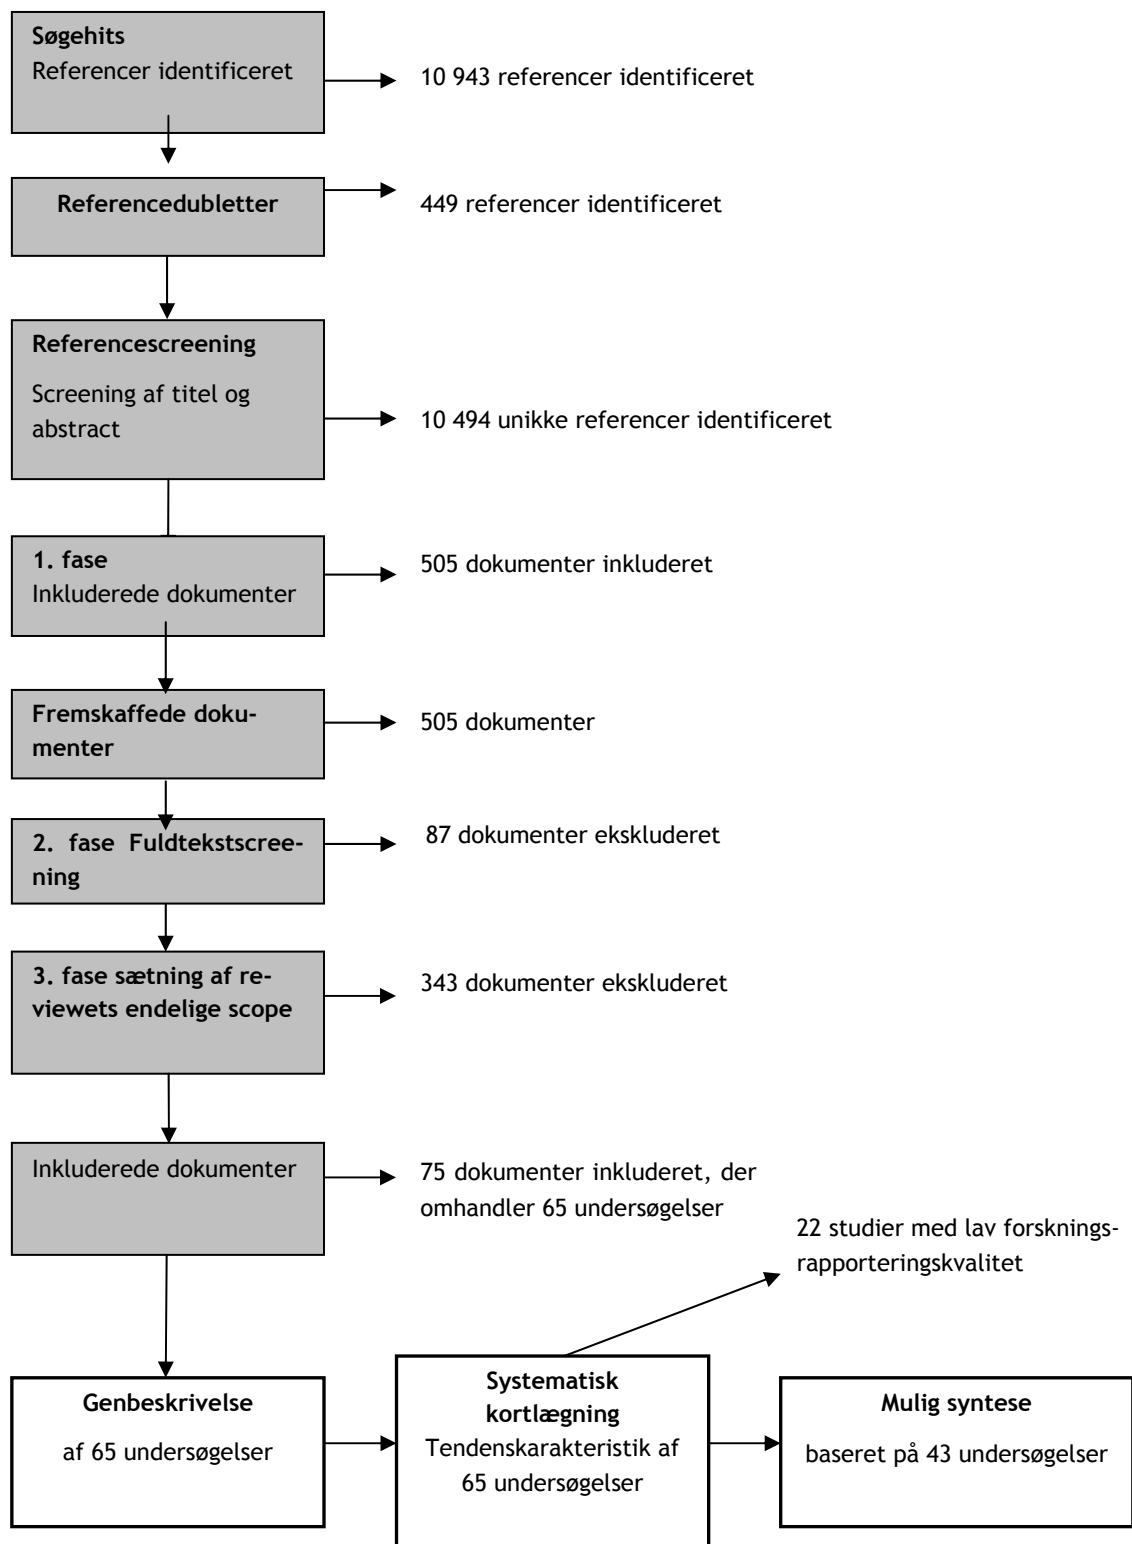 Søgehits
Referencer identificeret
10 943 referencer identificeret
Referencedubletter
449 referencer identificeret
Referencescreening
Screening af titel og
abstract
10 494 unikke referencer identificeret
1. fase
Inkluderede dokumenter
505 dokumenter inkluderet
Fremskaffede doku-
menter
505 dokumenter
2. fase Fuldtekstscree-
ning
87 dokumenter ekskluderet
3. fase sætning af re-
viewets endelige scope
343 dokumenter ekskluderet
Inkluderede dokumenter
75 dokumenter inkluderet, der
omhandler 65 undersøgelser
22 studier med lav forsknings-
rapporteringskvalitet
Genbeskrivelse
af 65 undersøgelser
Systematisk
kortlægning
Tendenskarakteristik af
65 undersøgelser
Mulig syntese
baseret på 43 undersøgelser